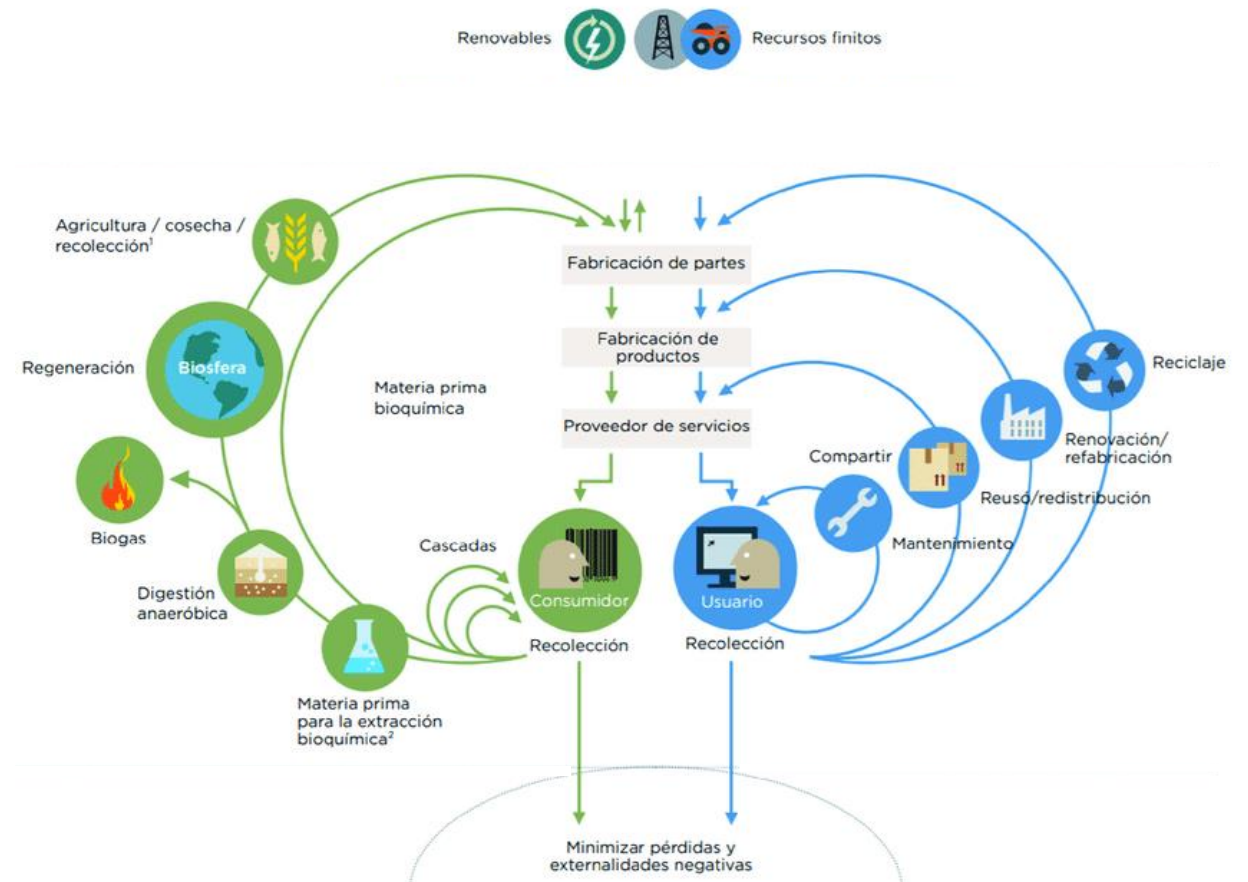 Renovables
Recursos finitos
Agricultura / cosecha /
recolección¹
Fabricación de partes
Regeneración
Biosfera
Fabricación de
productos
Reciclaje
Materia prima
bioquímica
Proveedor de servicios
Renovación/
refabricación
Compartir
Reuso/redistribución
Biogas
Cascadas
Mantenimiento
Digestión
anaeróbica
Consumidor
Usuario
Recolección
Recolección
Materia prima
para la extracción
bioquímica²
Minimizar pérdidas y
externalidades negativas